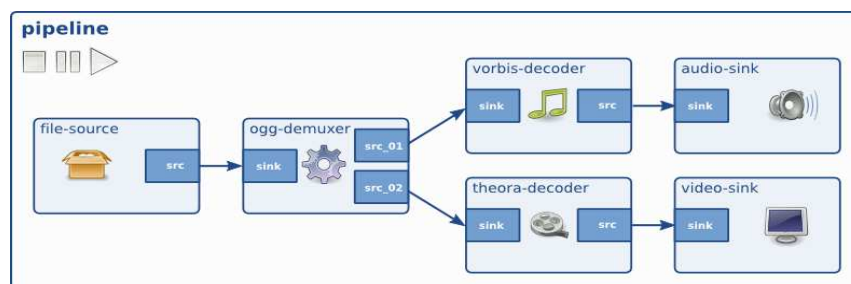 pipeline
file-source
src
ogg-demuxer
sink
src_01
src_02
vorbis-decoder
sink
src
audio-sink
sink
theora-decoder
sink
src
video-sink
sink